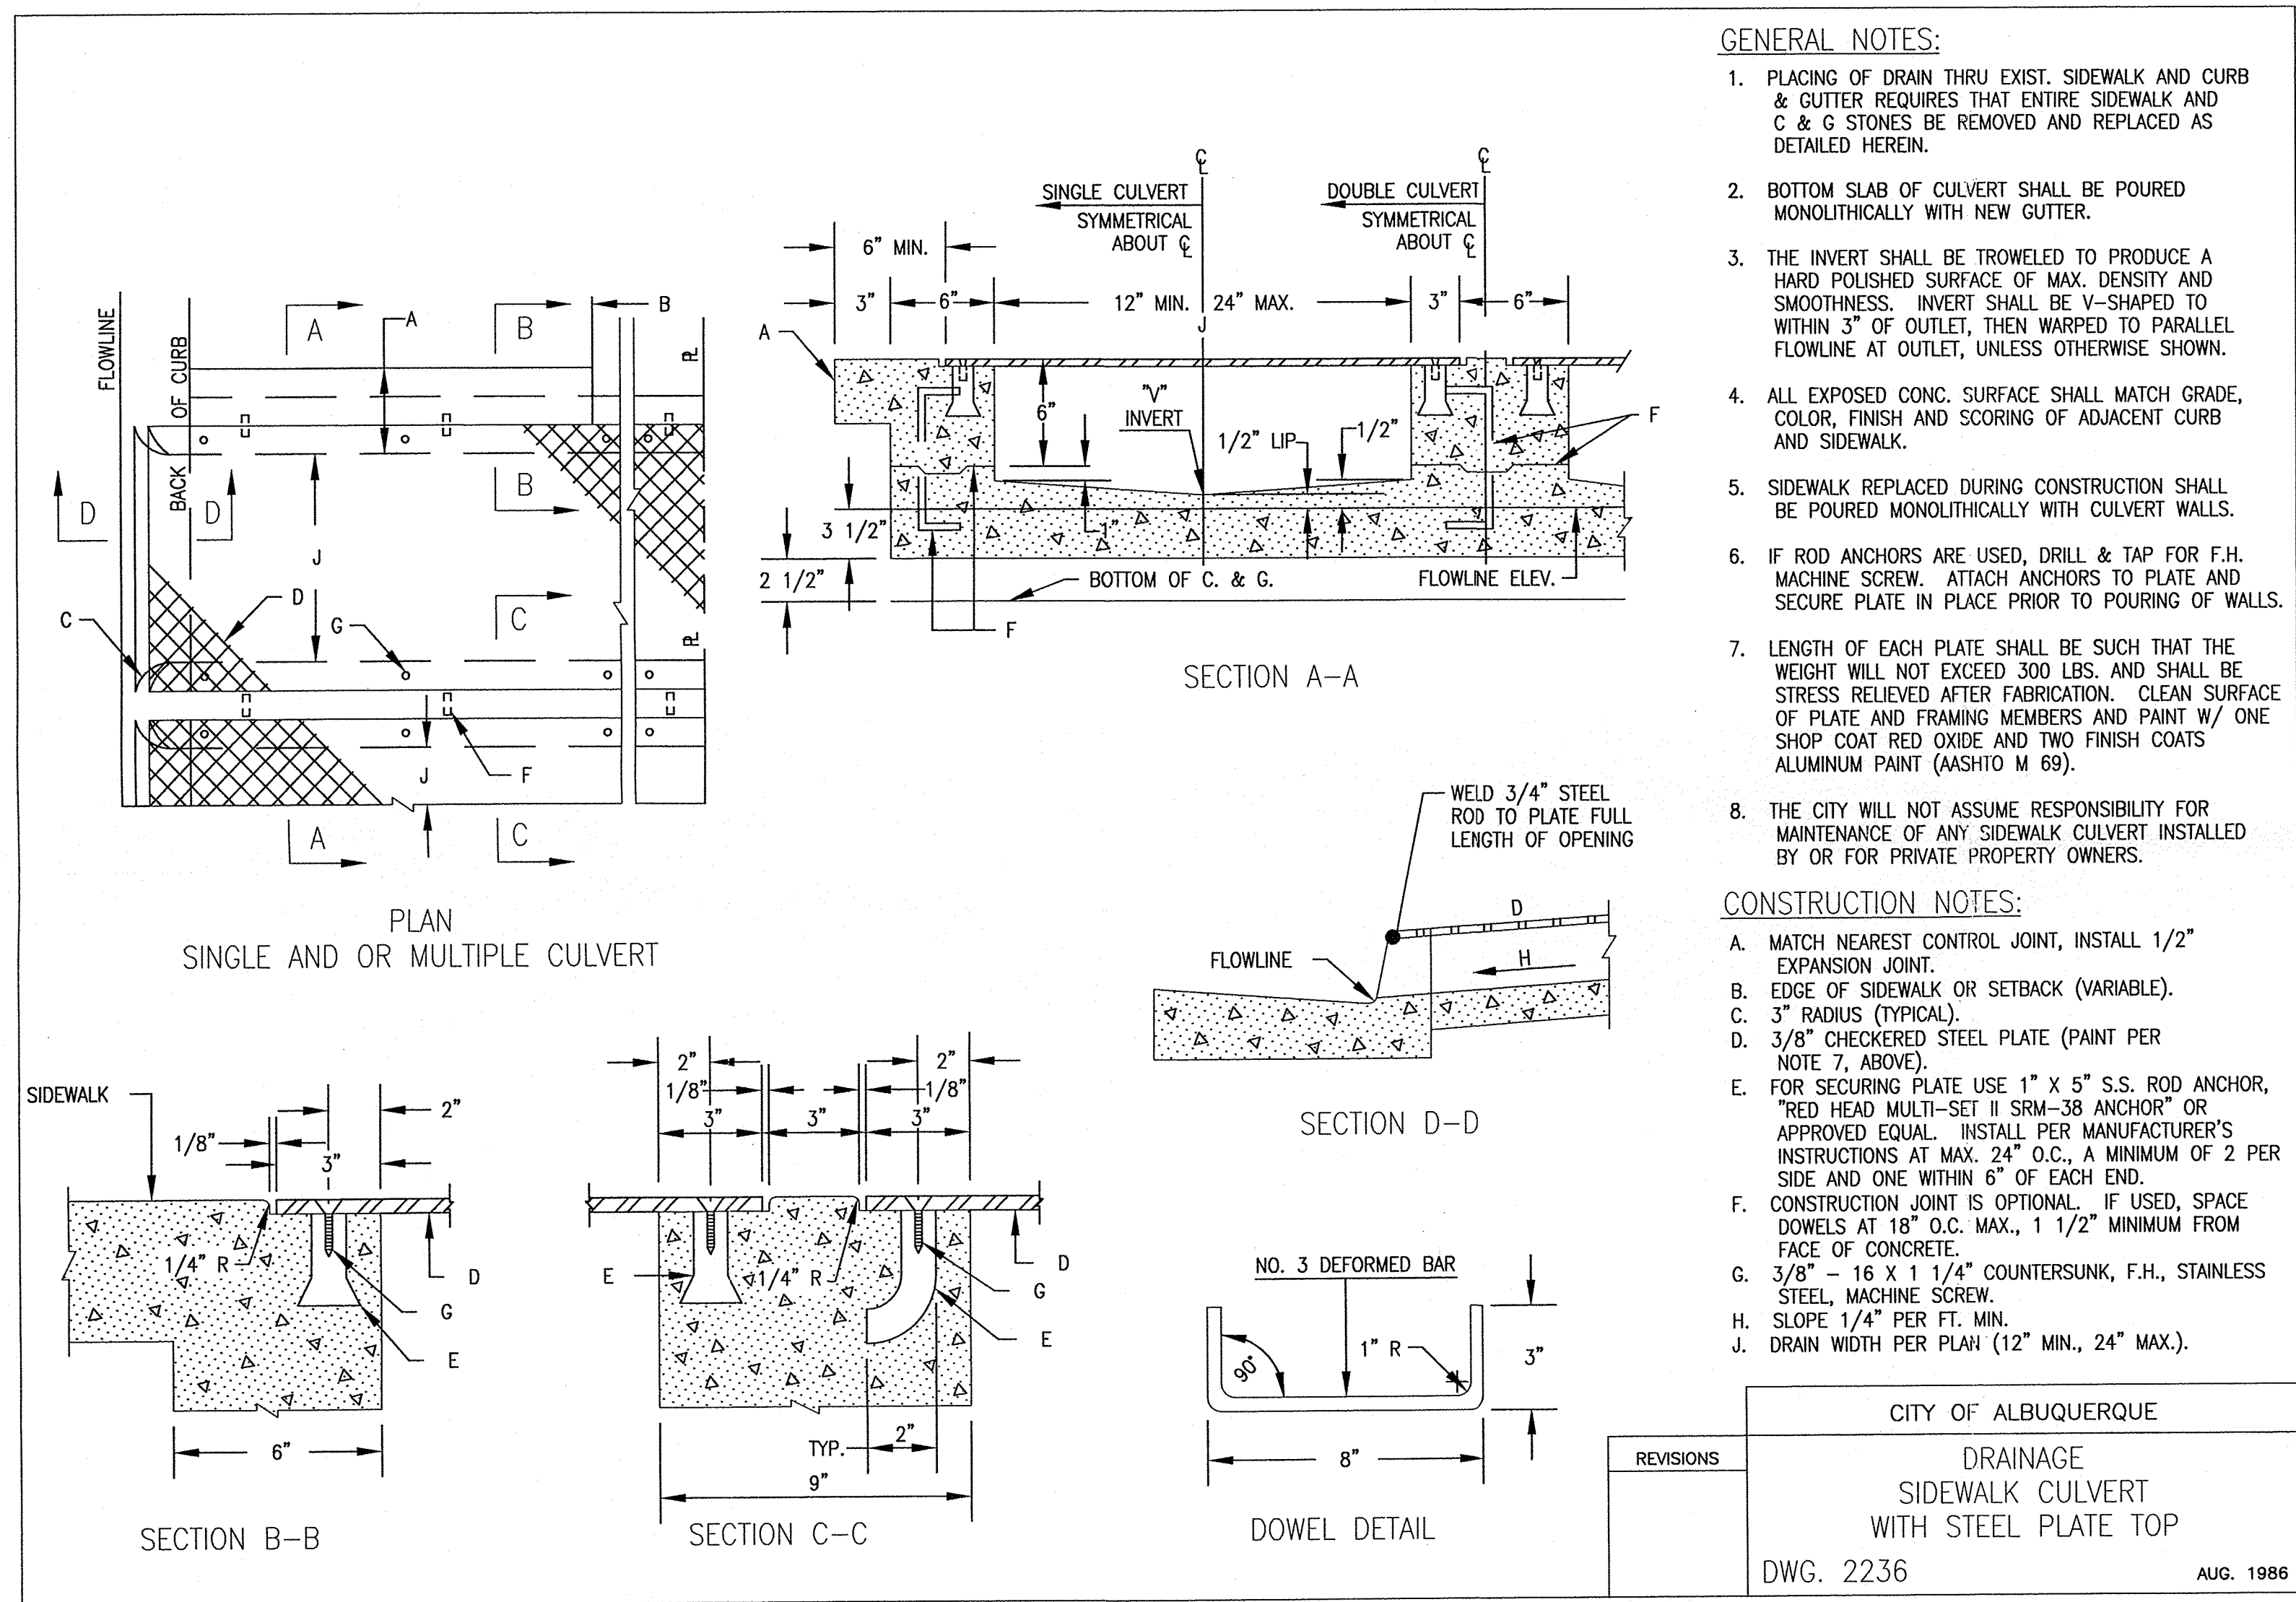 GENERAL NOTES:
1. PLACING OF DRAIN THRU EXIST. SIDEWALK AND CURB
& GUTTER REQUIRES THAT ENTIRE SIDEWALK AND
C & G STONES BE REMOVED AND REPLACED AS
DETAILED HEREIN.
2. BOTTOM SLAB OF CULVERT SHALL BE POURED
MONOLITHICALLY WITH NEW GUTTER.
3. THE INVERT SHALL BE TROWELED TO PRODUCE A
HARD POLISHED SURFACE OF MAX. DENSITY AND
SMOOTHNESS. INVERT SHALL BE V-SHAPED TO
WITHIN 3" OF OUTLET, THEN WARPED TO PARALLEL
FLOWLINE AT OUTLET, UNLESS OTHERWISE SHOWN.
4. ALL EXPOSED CONC. SURFACE SHALL MATCH GRADE,
COLOR, FINISH AND SCORING OF ADJACENT CURB
AND SIDEWALK.
5. SIDEWALK REPLACED DURING CONSTRUCTION SHALL
BE POURED MONOLITHICALLY WITH CULVERT WALLS.
6. IF ROD ANCHORS ARE USED, DRILL & TAP FOR F.H.
MACHINE SCREW. ATTACH ANCHORS TO PLATE AND
SECURE PLATE IN PLACE PRIOR TO POURING OF WALLS.
7. LENGTH OF EACH PLATE SHALL BE SUCH THAT THE
WEIGHT WILL NOT EXCEED 300 LBS. AND SHALL BE
STRESS RELIEVED AFTER FABRICATION. CLEAN SURFACE
OF PLATE AND FRAMING MEMBERS AND PAINT W/ ONE
SHOP COAT RED OXIDE AND TWO FINISH COATS
ALUMINUM PAINT (AASHTO M 69).
8. THE CITY WILL NOT ASSUME RESPONSIBILITY FOR
MAINTENANCE OF ANY SIDEWALK CULVERT INSTALLED
BY OR FOR PRIVATE PROPERTY OWNERS.
CONSTRUCTION NOTES:
A. MATCH NEAREST CONTROL JOINT, INSTALL 1/2"
EXPANSION JOINT.
B. EDGE OF SIDEWALK OR SETBACK (VARIABLE).
C. 3" RADIUS (TYPICAL).
D. 3/8" CHECKERED STEEL PLATE (PAINT PER
NOTE 7, ABOVE).
E. FOR SECURING PLATE USE 1" X 5" S.S. ROD ANCHOR,
"RED HEAD MULTI-SET II SRM-38 ANCHOR" OR
APPROVED EQUAL. INSTALL PER MANUFACTURER'S
INSTRUCTIONS AT MAX. 24" O.C., A MINIMUM OF 2 PER
SIDE AND ONE WITHIN 6" OF EACH END.
F. CONSTRUCTION JOINT IS OPTIONAL. IF USED, SPACE
DOWELS AT 18" O.C. MAX., 1 1/2" MINIMUM FROM
FACE OF CONCRETE.
G. 3/8" - 16 X 1 1/4" COUNTERSUNK, F.H., STAINLESS
STEEL, MACHINE SCREW.
H. SLOPE 1/4" PER FT. MIN.
J. DRAIN WIDTH PER PLAN (12" MIN., 24" MAX.).
FLOWLINE
BACK OF CURB
A
A
B
B
℄
B
D
D
J
D
C
G
C
℄
J
F
A
C
PLAN
SINGLE AND OR MULTIPLE CULVERT
℄
℄
SINGLE CULVERT
SYMMETRICAL
ABOUT ℄
DOUBLE CULVERT
SYMMETRICAL
ABOUT ℄
6" MIN.
3"
6"
12" MIN. 24" MAX.
J
3"
6"
A
6"
"V"
INVERT
1/2" LIP
1/2"
F
3 1/2"
1"
2 1/2"
BOTTOM OF C. & G.
FLOWLINE ELEV.
F
SECTION A-A
WELD 3/4" STEEL
ROD TO PLATE FULL
LENGTH OF OPENING
D
FLOWLINE
H
SECTION D-D
SIDEWALK
2"
1/8"
3"
1/4" R
D
G
E
6"
SECTION B-B
2"
2"
1/8"
1/8"
3"
3"
3"
E
1/4" R
D
G
E
TYP.
2"
9"
SECTION C-C
NO. 3 DEFORMED BAR
90°
1" R
3"
8"
DOWEL DETAIL
CITY OF ALBUQUERQUE
REVISIONS
DRAINAGE
SIDEWALK CULVERT
WITH STEEL PLATE TOP
DWG. 2236
AUG. 1986